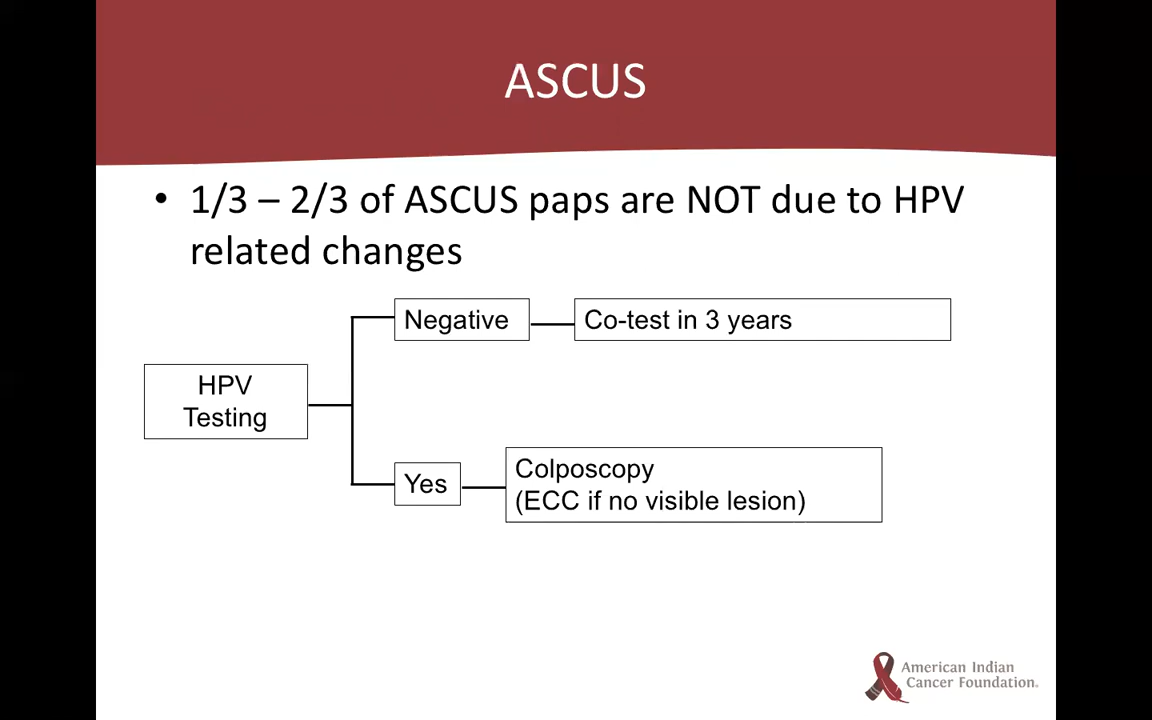 ASCUS
• 1/3 – 2/3 of ASCUS paps are NOT due to HPV
related changes
Negative
Co-test in 3 years
HPV
Testing
Yes
Colposcopy
(ECC if no visible lesion)
American Indian
Cancer Foundation.